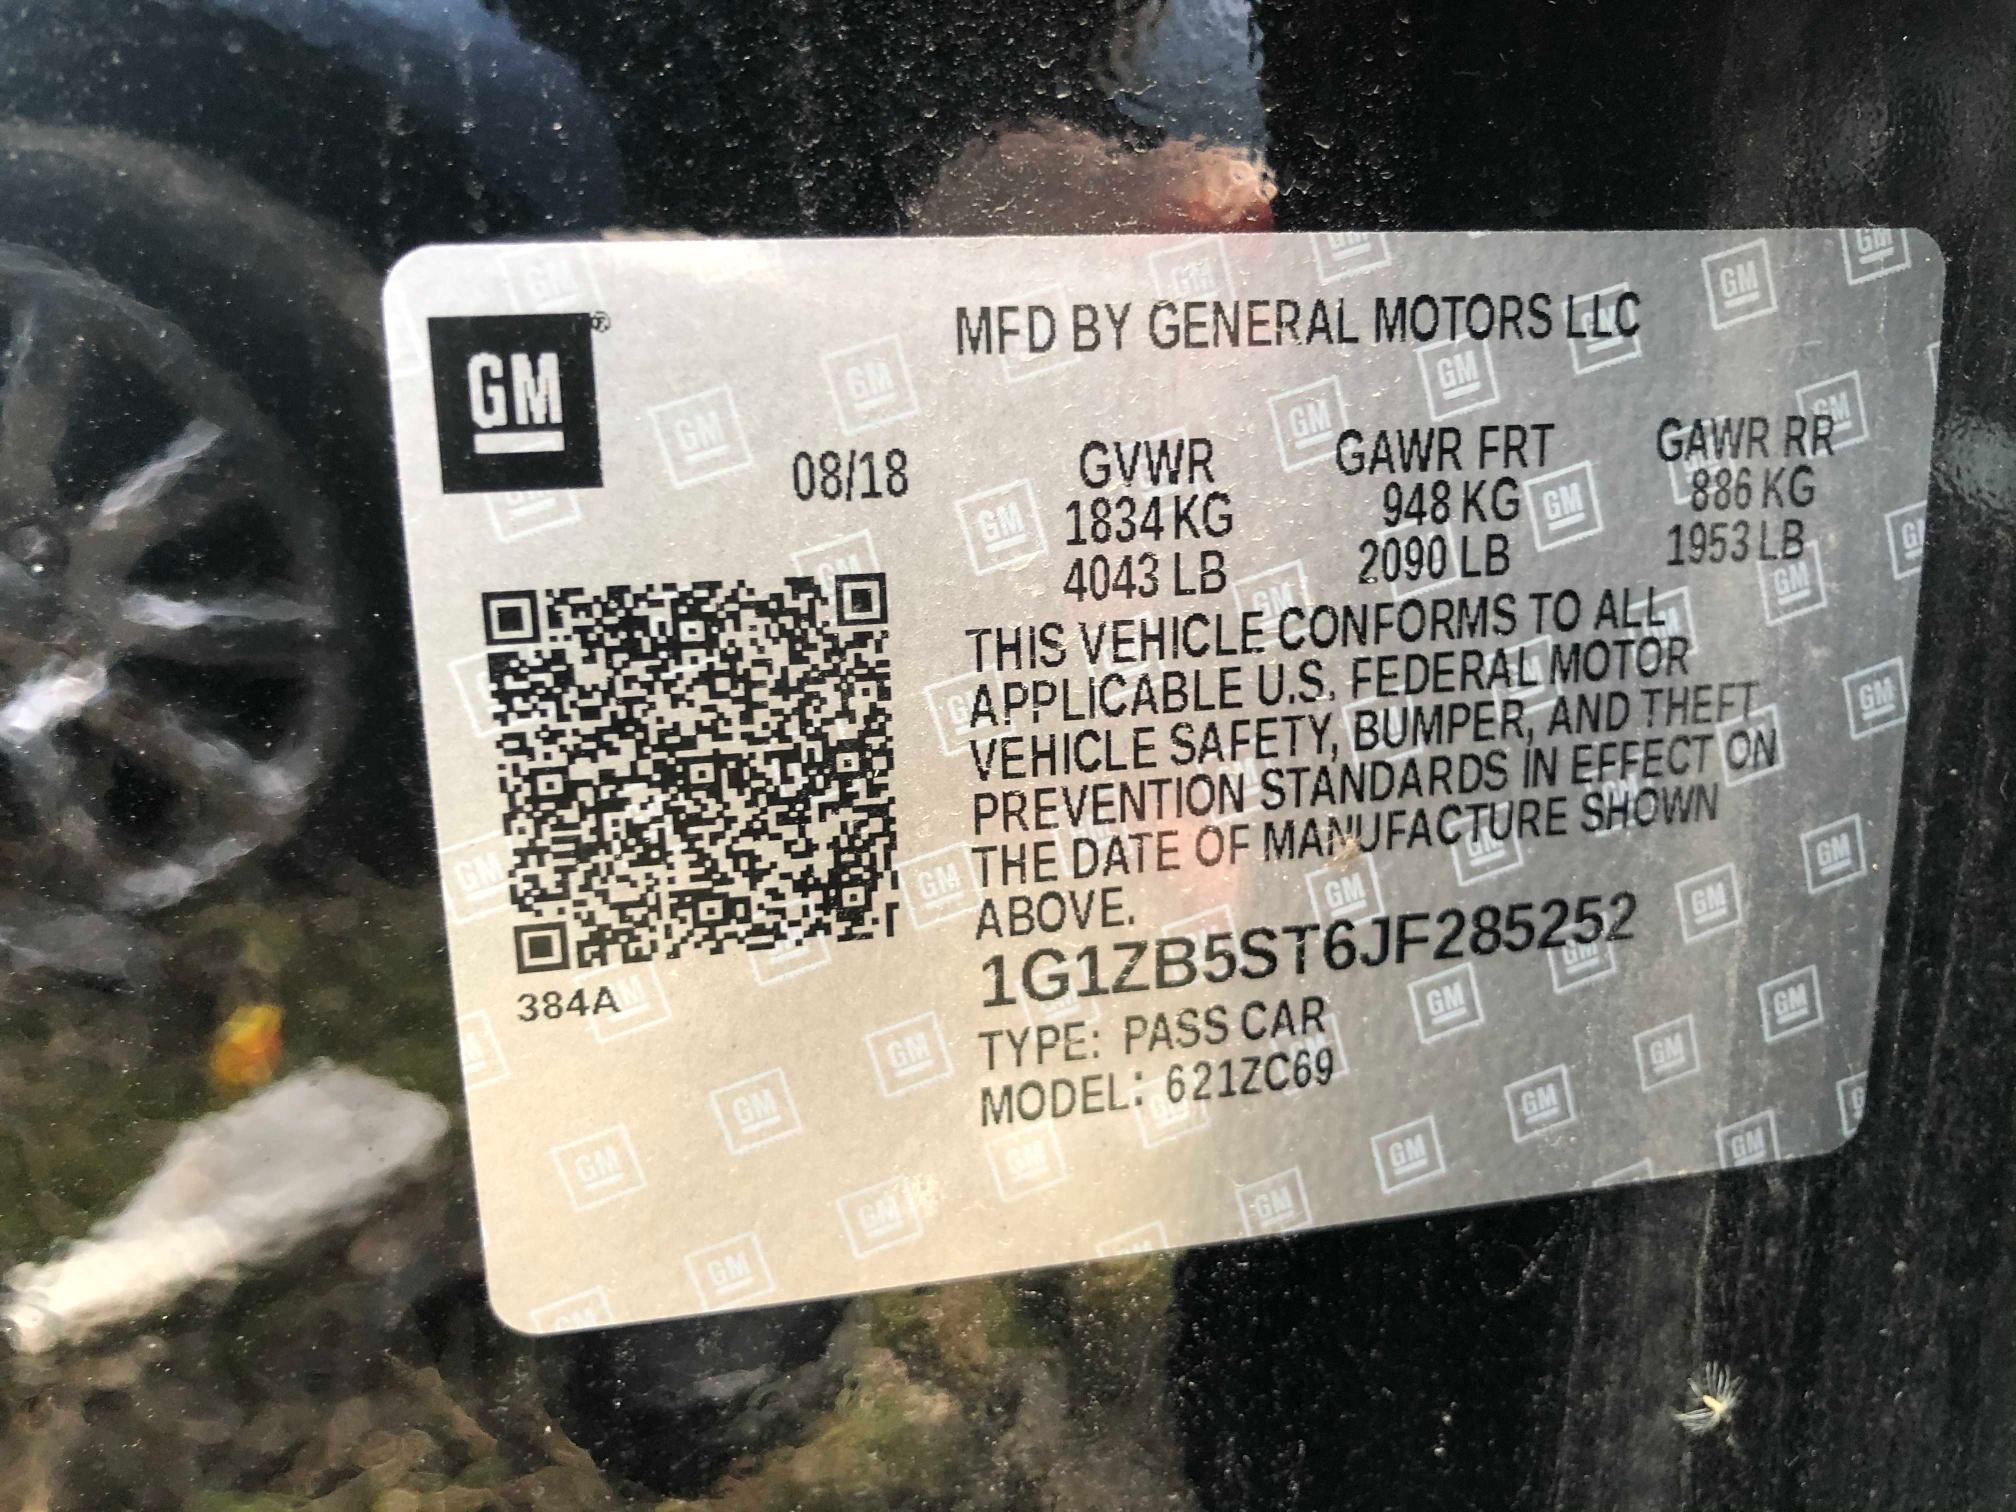 GM®
MFD BY GENERAL MOTORS LLC
08/18
GVWR GAWR FRT GAWR RR
1834 KG 948 KG 886 KG
4043 LB 2090 LB 1953 LB
THIS VEHICLE CONFORMS TO ALL
APPLICABLE U.S. FEDERAL MOTOR
VEHICLE SAFETY, BUMPER, AND THEFT
PREVENTION STANDARDS IN EFFECT ON
THE DATE OF MANUFACTURE SHOWN
ABOVE.
1G1ZB5ST6JF285252
384A
TYPE: PASS CAR
MODEL: 621ZC69